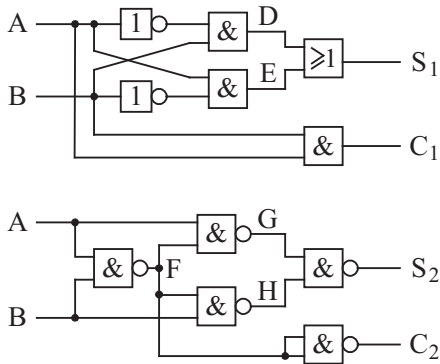 A 1 & D
≥1 S1
B 1 & E
& C1
A & G
& F & S2
B & H
& C2